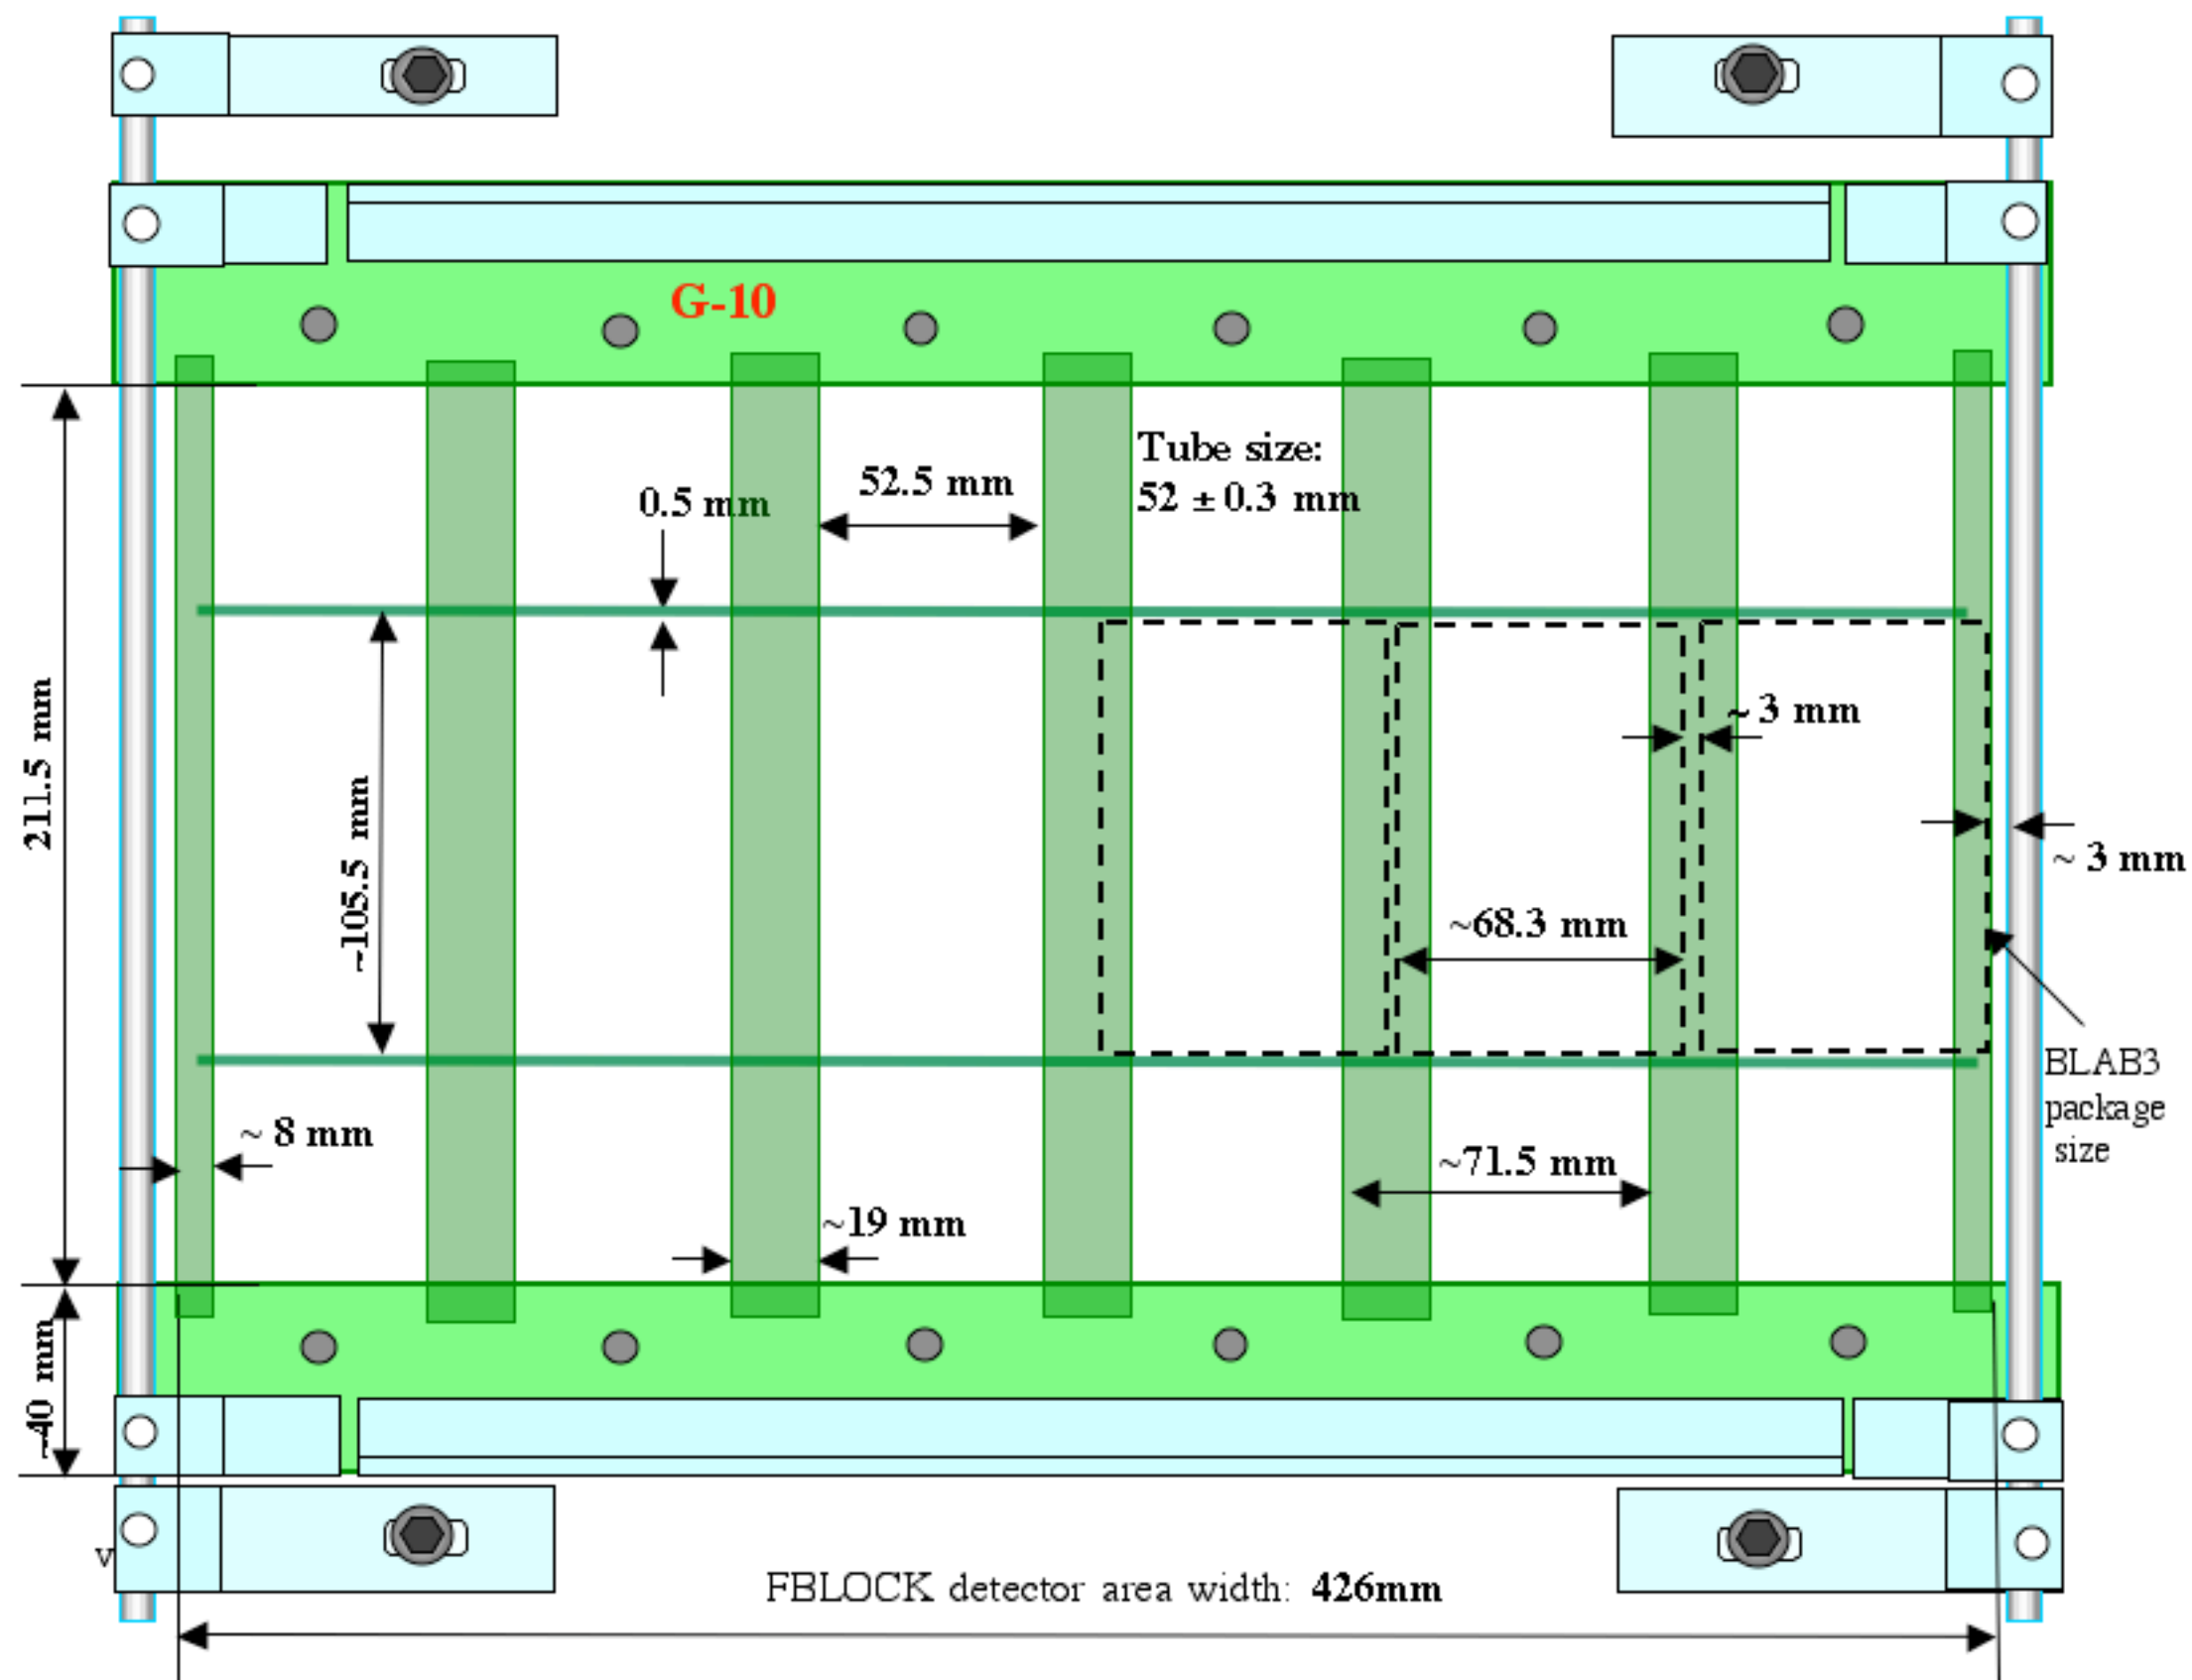 G-10
Tube size:
52 ± 0.3 mm
52.5 mm
0.5 mm
211.5 mm
~105.5 mm
~ 3 mm
~ 3 mm
~68.3 mm
BLAB3
package
size
~ 8 mm
~71.5 mm
~19 mm
~40 mm
v
FBLOCK detector area width: 426mm